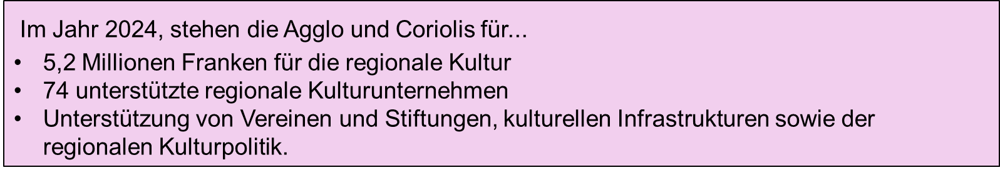 Im Jahr 2024, stehen die Agglo und Coriolis für...
• 5,2 Millionen Franken für die regionale Kultur
• 74 unterstützte regionale Kulturunternehmen
• Unterstützung von Vereinen und Stiftungen, kulturellen Infrastrukturen sowie der
regionalen Kulturpolitik.